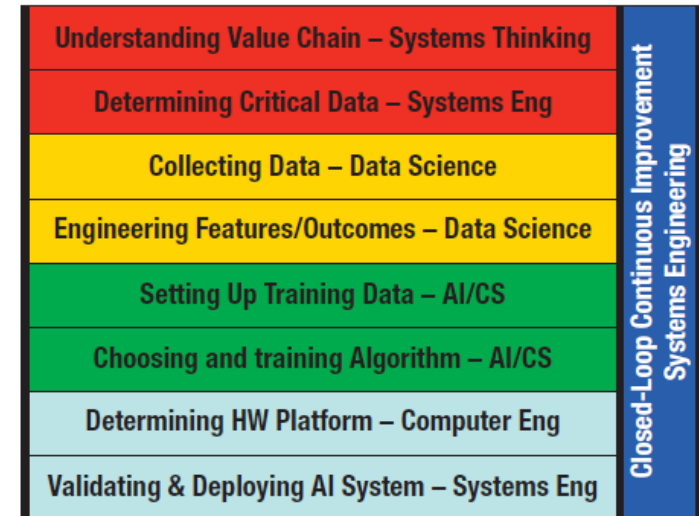 Understanding Value Chain – Systems Thinking
Determining Critical Data – Systems Eng
Collecting Data – Data Science
Engineering Features/Outcomes – Data Science
Setting Up Training Data – AI/CS
Choosing and training Algorithm – AI/CS
Determining HW Platform – Computer Eng
Validating & Deploying AI System – Systems Eng
Closed-Loop Continuous Improvement
Systems Engineering